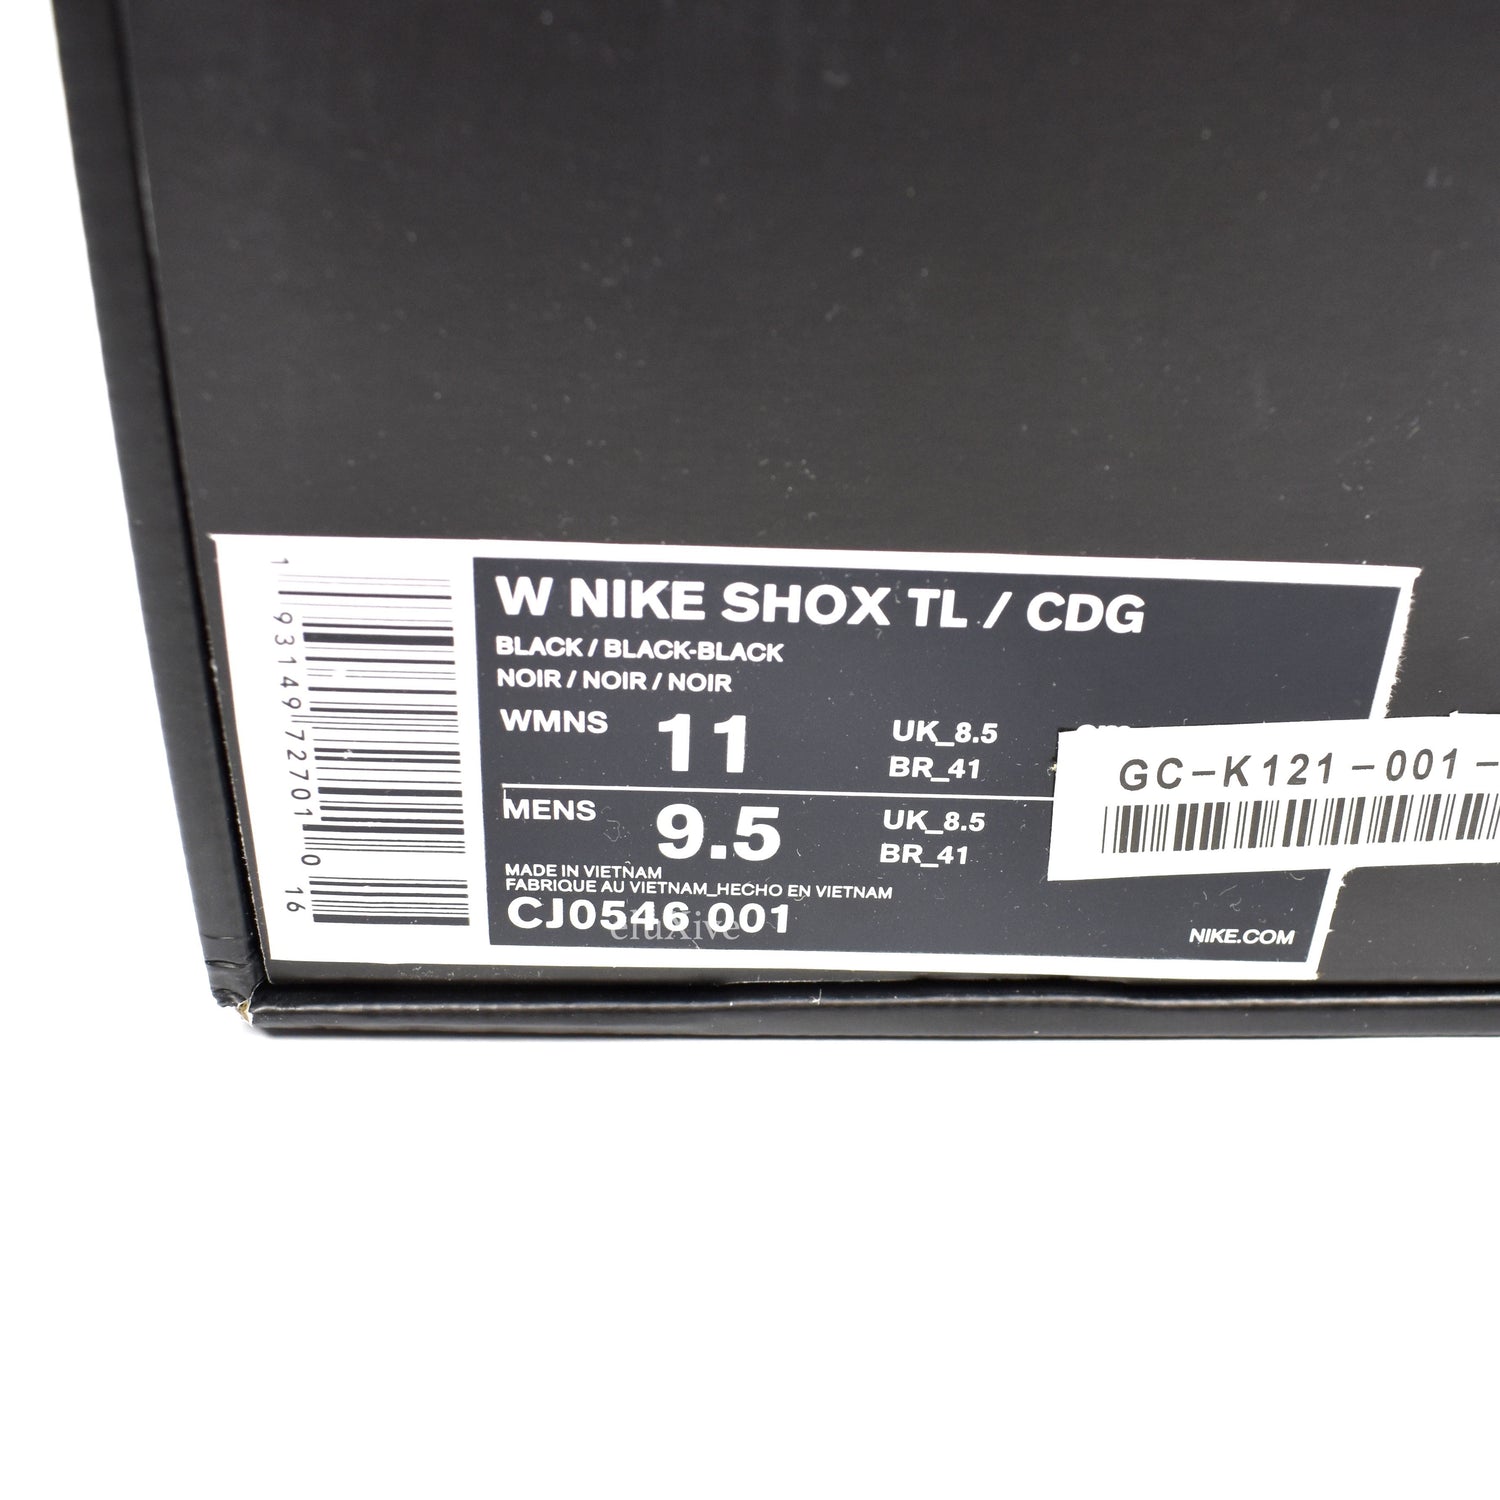 W NIKE SHOX TL / CDG
BLACK / BLACK-BLACK
NOIR / NOIR / NOIR
WMNS 11 UK_8.5
BR_41
MENS 9.5 UK_8.5
BR_41
MADE IN VIETNAM
FABRIQUE AU VIETNAM_HECHO EN VIETNAM
CJ0546 001
eluXive
NIKE.COM
1 93149 72701 0 16
GC-K121-001-